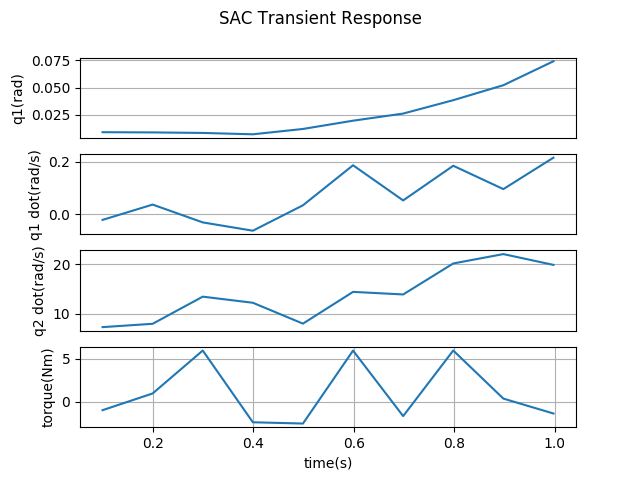 SAC Transient Response
q1(rad)
0.075
0.050
0.025
q1 dot(rad/s)
0.2
0.0
q2 dot(rad/s)
20
10
torque(Nm)
5
0
0.2 0.4 0.6 0.8 1.0
time(s)